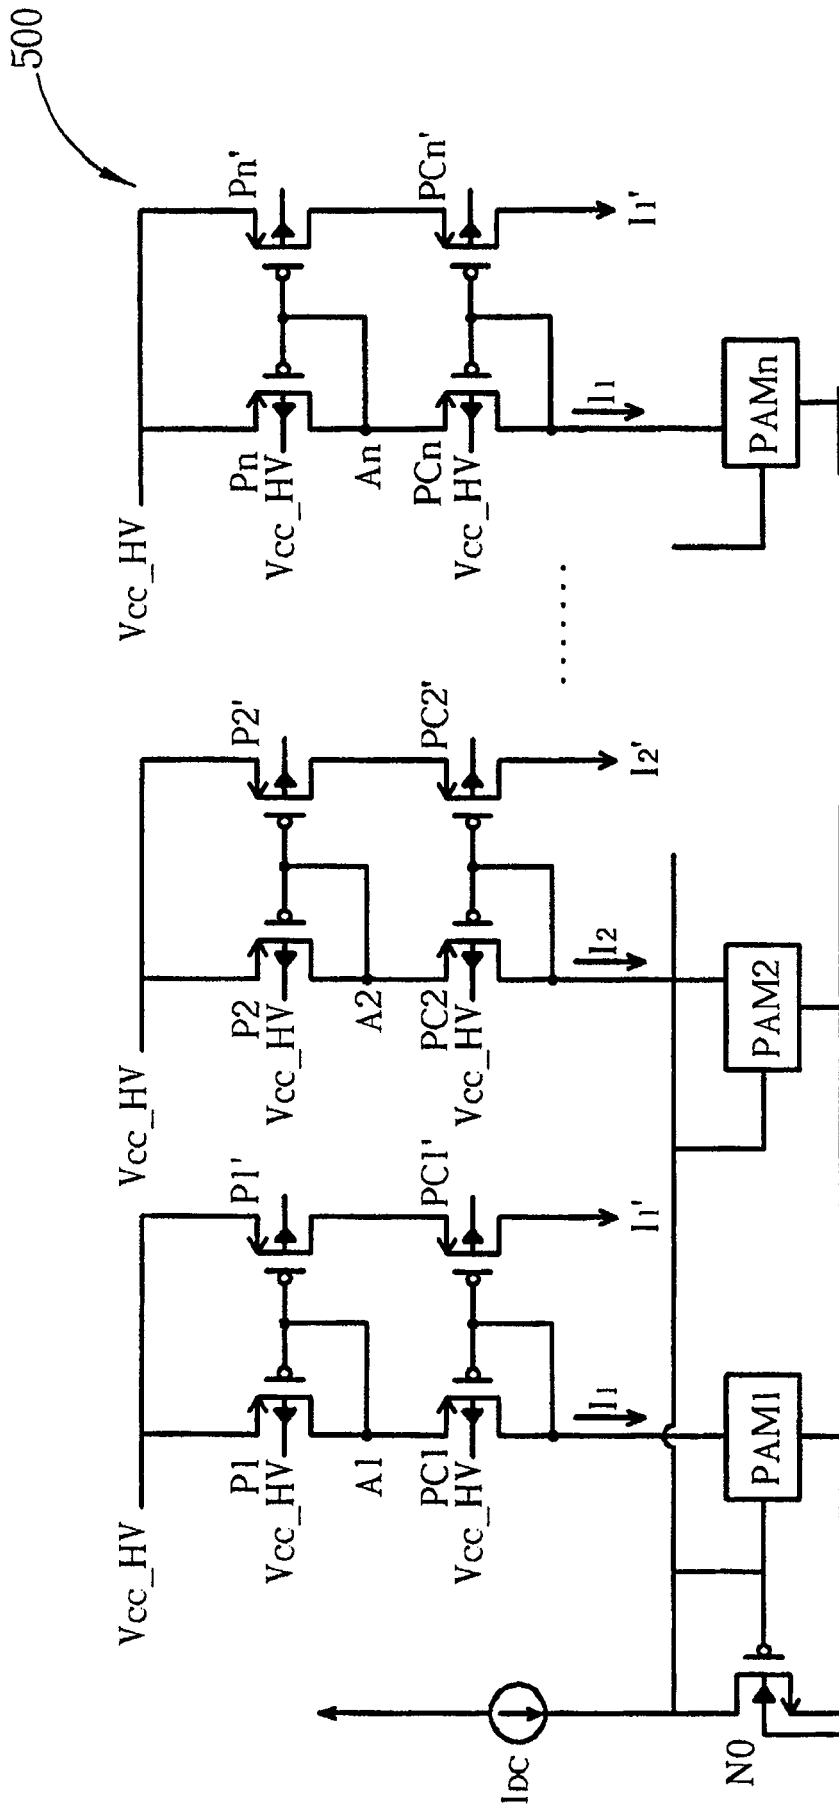 500
Vcc_HV
Vcc_HV
Vcc_HV
P1
P1'
P2
P2'
Pn
Pn'
Vcc_HV
Vcc_HV
Vcc_HV
A1
A2
An
PC1
PC1'
PC2
PC2'
PCn
PCn'
Vcc_HV
Vcc_HV
Vcc_HV
......
IDC
I1
I1'
I2
I2'
I1
I1'
N0
PAM1
PAM2
PAMn